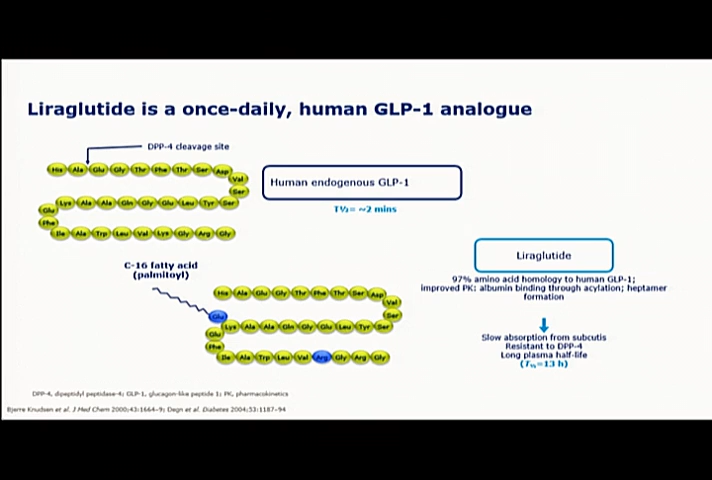 Liraglutide is a once-daily, human GLP-1 analogue
DPP-4 cleavage site
His Ala Glu Gly Thr Phe Thr Ser Asp
Val
Ser
Lys Ala Ala Gln Gly Glu Leu Tyr Ser
Glu
Phe
Ile Ala Trp Leu Val Lys Gly Arg Gly
Human endogenous GLP-1
T½= ~2 mins
C-16 fatty acid
(palmitoyl)
His Ala Glu Gly Thr Phe Thr Ser Asp
Val
Ser
Glu
Lys Ala Ala Gln Gly Glu Leu Tyr Ser
Glu
Phe
Ile Ala Trp Leu Val Arg Gly Arg Gly
Liraglutide
97% amino acid homology to human GLP-1;
improved PK: albumin binding through acylation; heptamer
formation
Slow absorption from subcutis
Resistant to DPP-4
Long plasma half-life
(T½=13 h)
DPP-4, dipeptidyl peptidase-4; GLP-1, glucagon-like peptide 1; PK, pharmacokinetics
Bjerre Knudsen et al. J Med Chem 2000;43:1664–9; Degn et al. Diabetes 2004;53:1187–94